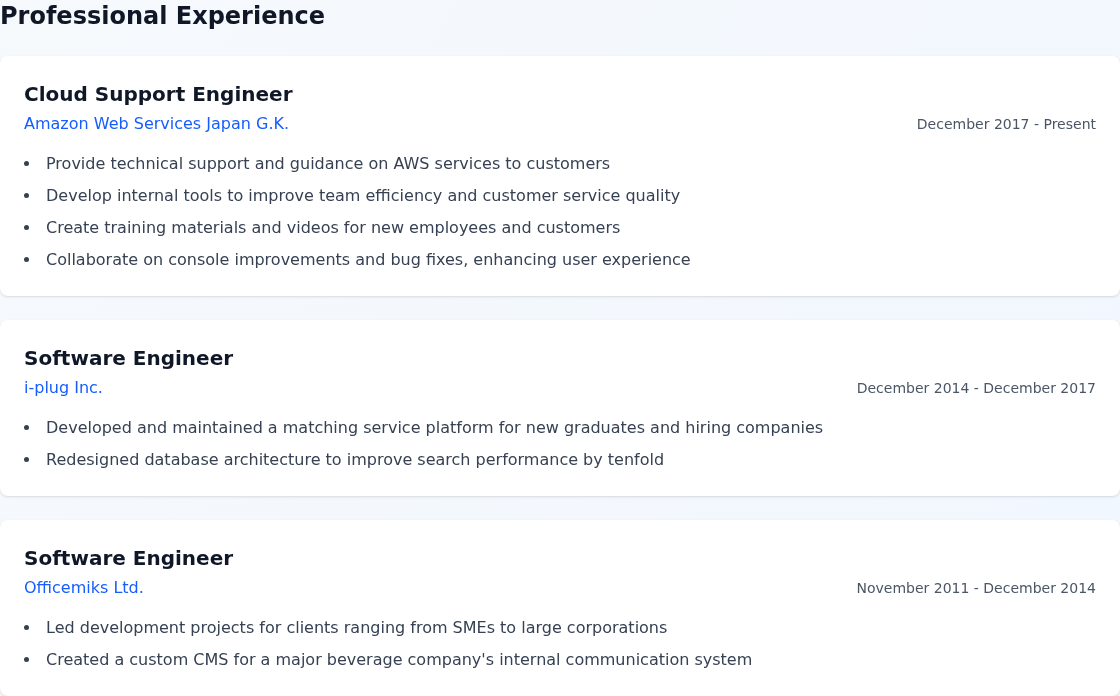 Professional Experience
Cloud Support Engineer
Amazon Web Services Japan G.K.
December 2017 - Present
• Provide technical support and guidance on AWS services to customers
• Develop internal tools to improve team efficiency and customer service quality
• Create training materials and videos for new employees and customers
• Collaborate on console improvements and bug fixes, enhancing user experience
Software Engineer
i-plug Inc.
December 2014 - December 2017
• Developed and maintained a matching service platform for new graduates and hiring companies
• Redesigned database architecture to improve search performance by tenfold
Software Engineer
Officemiks Ltd.
November 2011 - December 2014
• Led development projects for clients ranging from SMEs to large corporations
• Created a custom CMS for a major beverage company's internal communication system